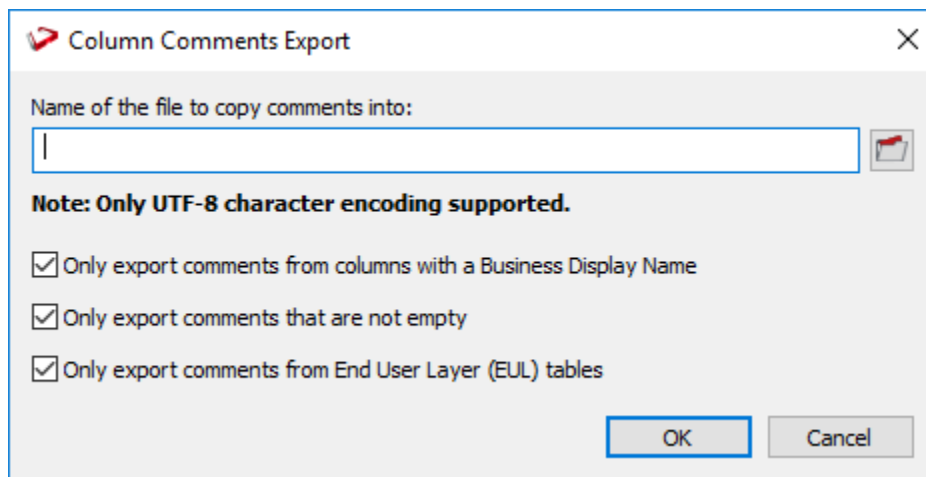 Column Comments Export
Name of the file to copy comments into:
Note: Only UTF-8 character encoding supported.
Only export comments from columns with a Business Display Name
Only export comments that are not empty
Only export comments from End User Layer (EUL) tables
OK
Cancel